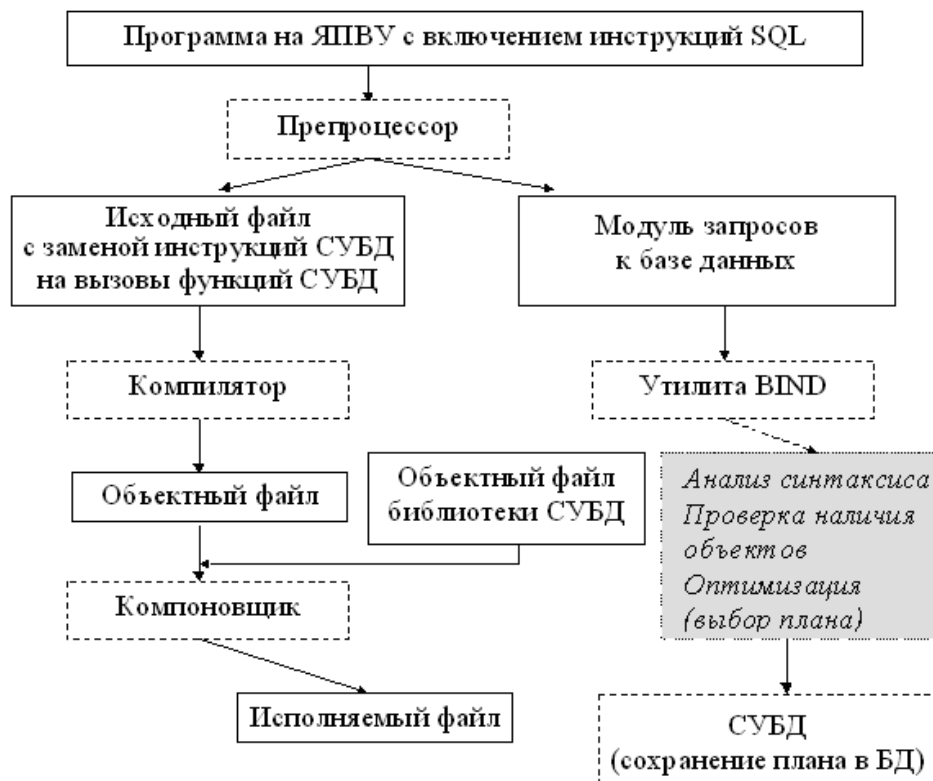 Программа на ЯПВУ с включением инструкций SQL
Препроцессор
Исходный файл
с заменой инструкций СУБД
на вызовы функций СУБД
Модуль запросов
к базе данных
Компилятор
Утилита BIND
Объектный файл
Объектный файл
библиотеки СУБД
Анализ синтаксиса
Проверка наличия
объектов
Оптимизация
(выбор плана)
Компоновщик
Исполняемый файл
СУБД
(сохранение плана в БД)